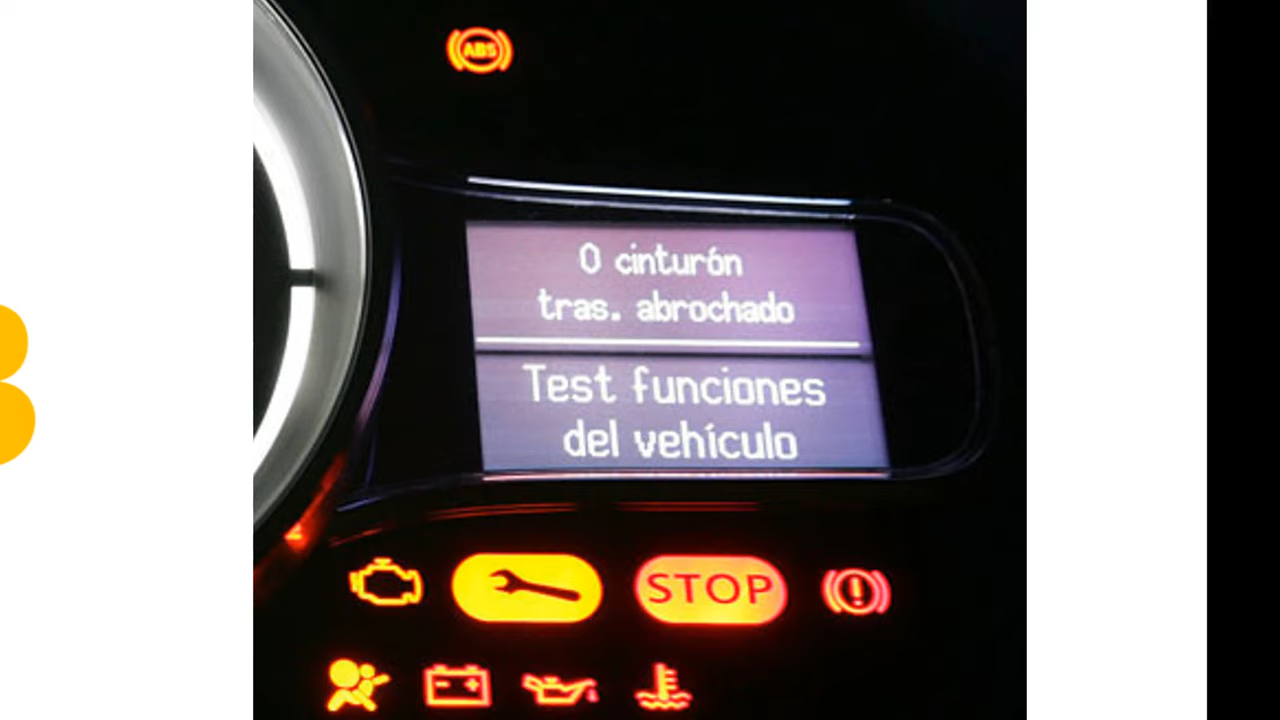 ABS
0 cinturón
tras. abrochado
Test funciones
del vehículo
STOP